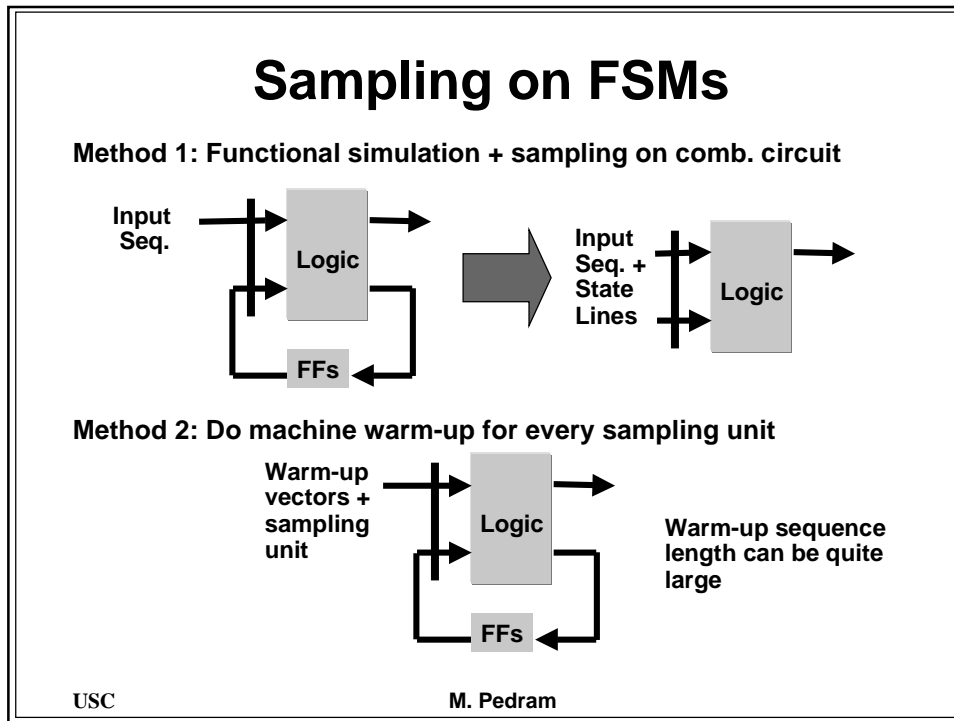 Sampling on FSMs
Method 1: Functional simulation + sampling on comb. circuit
Input
Seq.
Logic
FFs
Input
Seq. +
State
Lines
Logic
Method 2: Do machine warm-up for every sampling unit
Warm-up
vectors +
sampling
unit
Logic
FFs
Warm-up sequence
length can be quite
large
USC
M. Pedram